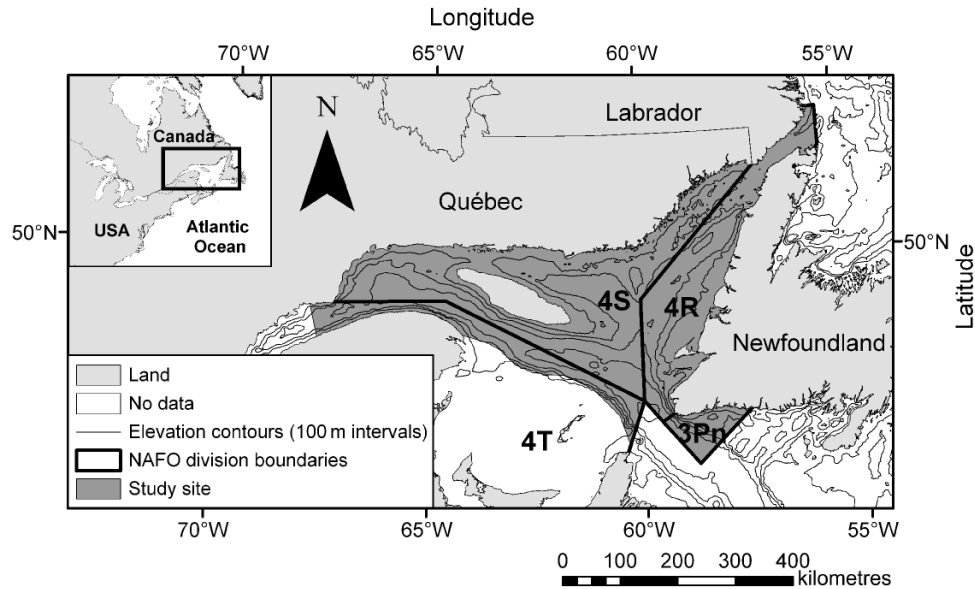 Longitude
70°W 65°W 60°W 55°W
N
Labrador
Canada
Québec
USA
Atlantic
Ocean
50°N
50°N
Latitude
4S
4R
Newfoundland
Land
No data
Elevation contours (100 m intervals)
NAFO division boundaries
Study site
4T
3Pn
70°W 65°W 60°W 55°W
0 100 200 300 400
kilometres